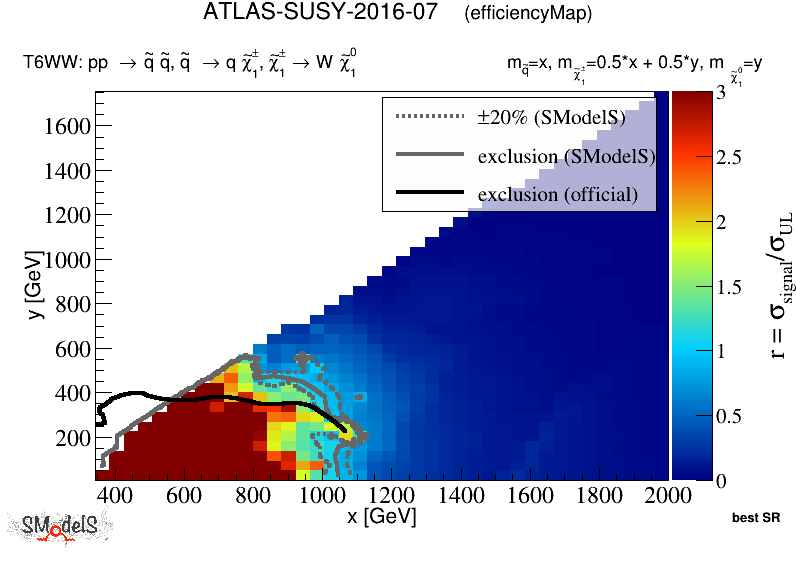 ATLAS-SUSY-2016-07 (efficiencyMap)
T6WW: pp → q̃ q̃, q̃ → q χ̃₁±, χ̃₁± → W χ̃₁⁰
m_q̃=x, m_χ̃₁±=0.5*x + 0.5*y, m_χ̃₁⁰=y
±20% (SModelS)
exclusion (SModelS)
exclusion (official)
1600
1400
1200
1000
800
600
400
200
y [GeV]
400 600 800 1000 1200 1400 1600 1800 2000
x [GeV]
3
2.5
2
1.5
1
0.5
0
r = σ_signal/σ_UL
best SR
SModelS